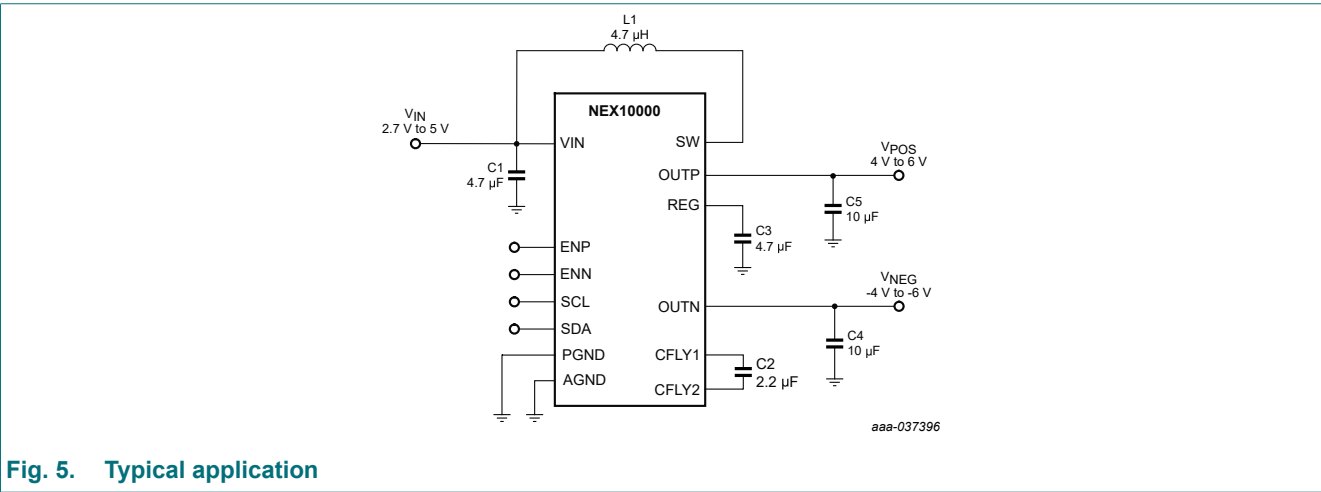 L1
4.7 µH
NEX10000
VIN
2.7 V to 5 V
VIN
SW
C1
4.7 µF
VPOS
4 V to 6 V
OUTP
REG
C5
10 µF
C3
4.7 µF
ENP
ENN
SCL
SDA
PGND
AGND
VNEG
-4 V to -6 V
OUTN
C4
10 µF
CFLY1
CFLY2
C2
2.2 µF
aaa-037396
Fig. 5. Typical application